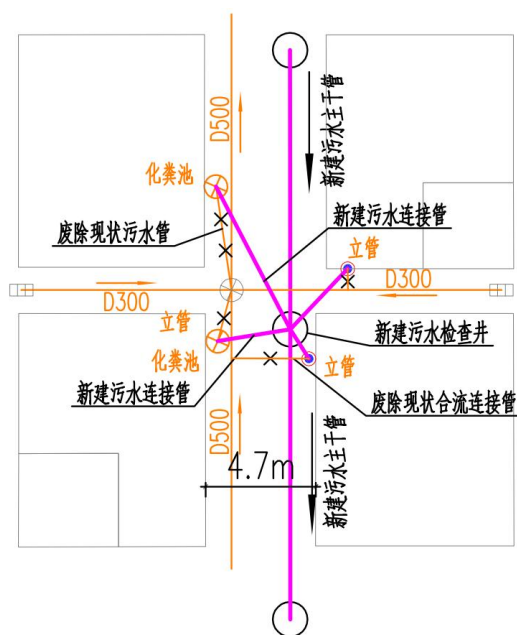 D500
新建污水主干管
化粪池
新建污水连接管
废除现状污水管
立管
D300
D300
立管
新建污水检查井
化粪池
立管
新建污水连接管
废除现状合流连接管
D500
4.7m
新建污水主干管